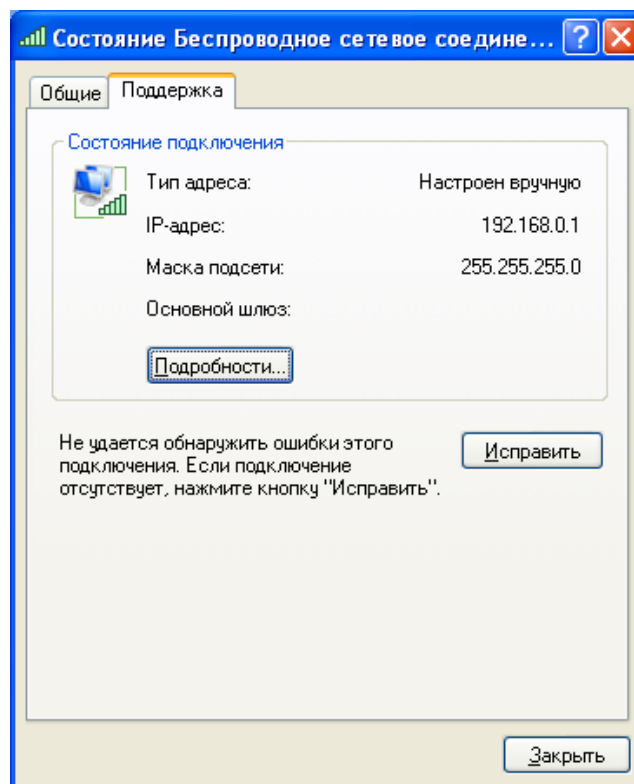 Состояние Беспроводное сетевое соедине...
Общие Поддержка
Состояние подключения
Тип адреса: Настроен вручную
IP-адрес: 192.168.0.1
Маска подсети: 255.255.255.0
Основной шлюз:
Подробности...
Не удается обнаружить ошибки этого
подключения. Если подключение
отсутствует, нажмите кнопку "Исправить".
Исправить
Закрыть